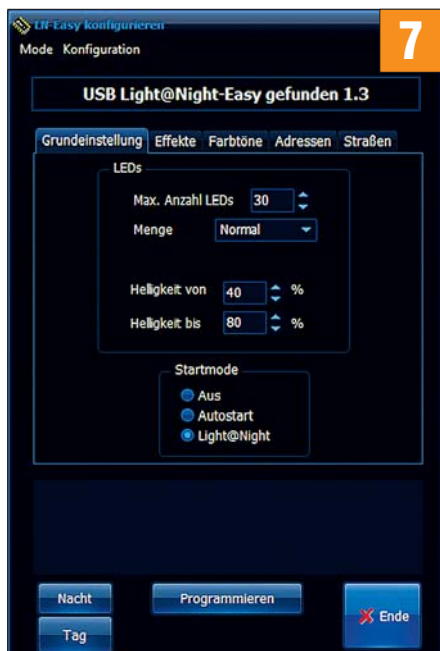 LN-Easy konfigurieren
7
Mode Konfiguration
USB Light@Night-Easy gefunden 1.3
Grundeinstellung Effekte Farbtöne Adressen Straßen
LEDs
Max. Anzahl LEDs 30
Menge Normal
Helligkeit von 40 %
Helligkeit bis 80 %
Startmode
Aus
Autostart
Light@Night
Nacht Programmieren
Ende
Tag